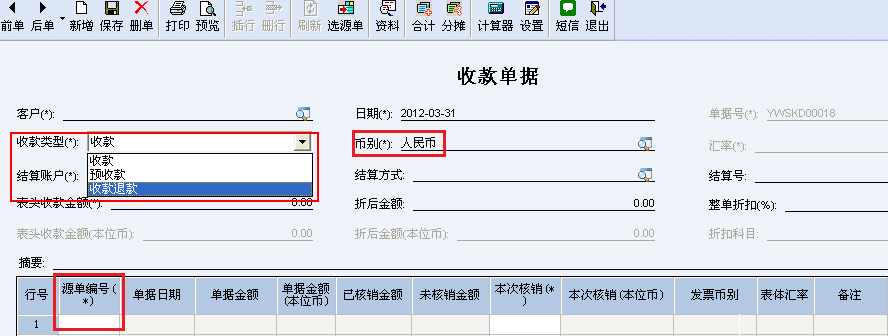 前单 后单 新增 保存 删单 打印 预览 插行 删行 刷新 选源单 资料 合计 分摊 计算器 设置 短信 退出
收款单据
客户(*): 日期(*): 2012-03-31 单据号(*): YWSKD00018
收款类型(*): 收款 币别(*): 人民币 汇率(*):
收款
预收款
收款退款
结算账户(*): 结算方式: 结算号:
表头收款金额(*): 0.00 折后金额: 0.00 整单折扣(%):
表头收款金额(本位币): 0.00 折后金额(本位币): 0.00 折扣科目:
摘要:
行号 源单编号(*) 单据日期 单据金额 单据金额(本位币) 已核销金额 未核销金额 本次核销(*) 本次核销(本位币) 发票币别 表体汇率 备注
1